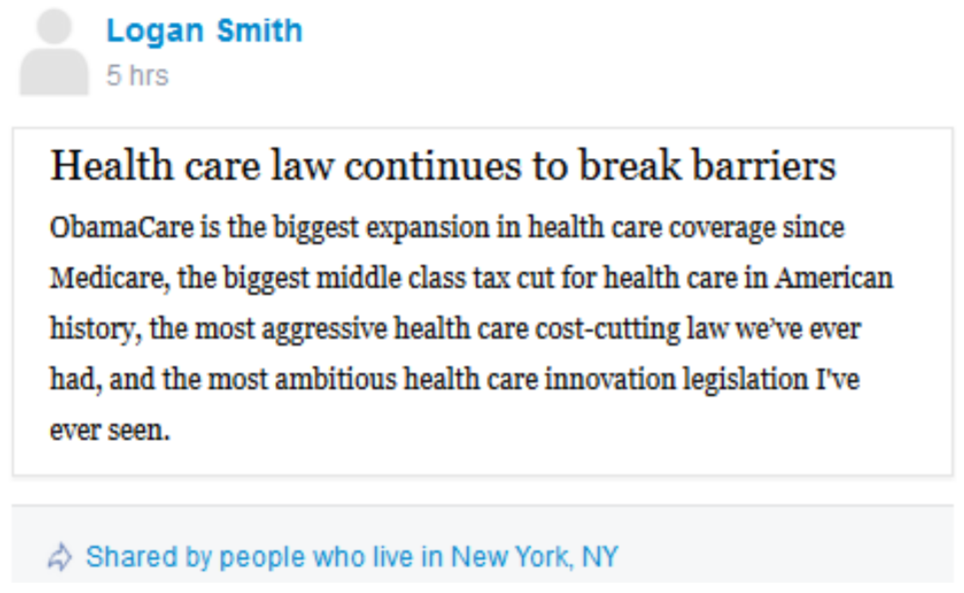 Logan Smith
5 hrs
Health care law continues to break barriers
ObamaCare is the biggest expansion in health care coverage since
Medicare, the biggest middle class tax cut for health care in American
history, the most aggressive health care cost-cutting law we’ve ever
had, and the most ambitious health care innovation legislation I've
ever seen.
Shared by people who live in New York, NY